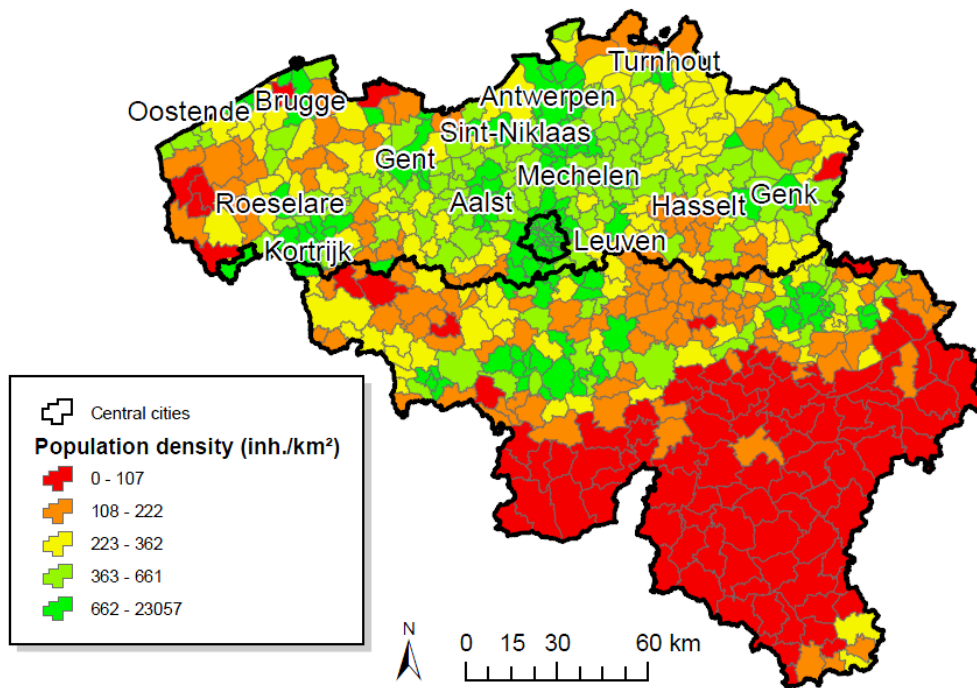 Turnhout
Oostende
Brugge
Antwerpen
Sint-Niklaas
Gent
Mechelen
Roeselare
Aalst
Hasselt
Genk
Kortrijk
Leuven
Central cities
Population density (inh./km²)
0 - 107
108 - 222
223 - 362
363 - 661
662 - 23057
N
0 15 30 60 km